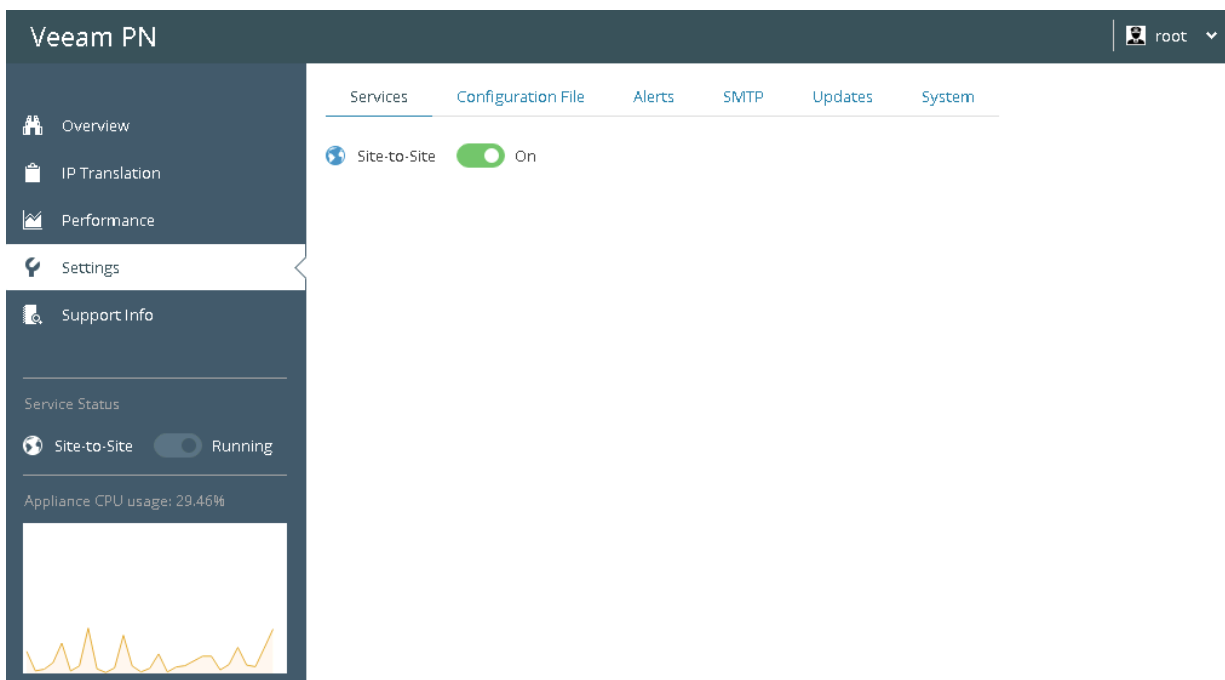 Veeam PN
root
Services Configuration File Alerts SMTP Updates System
Overview
Site-to-Site On
IP Translation
Performance
Settings
Support Info
Service Status
Site-to-Site Running
Appliance CPU usage: 29.46%